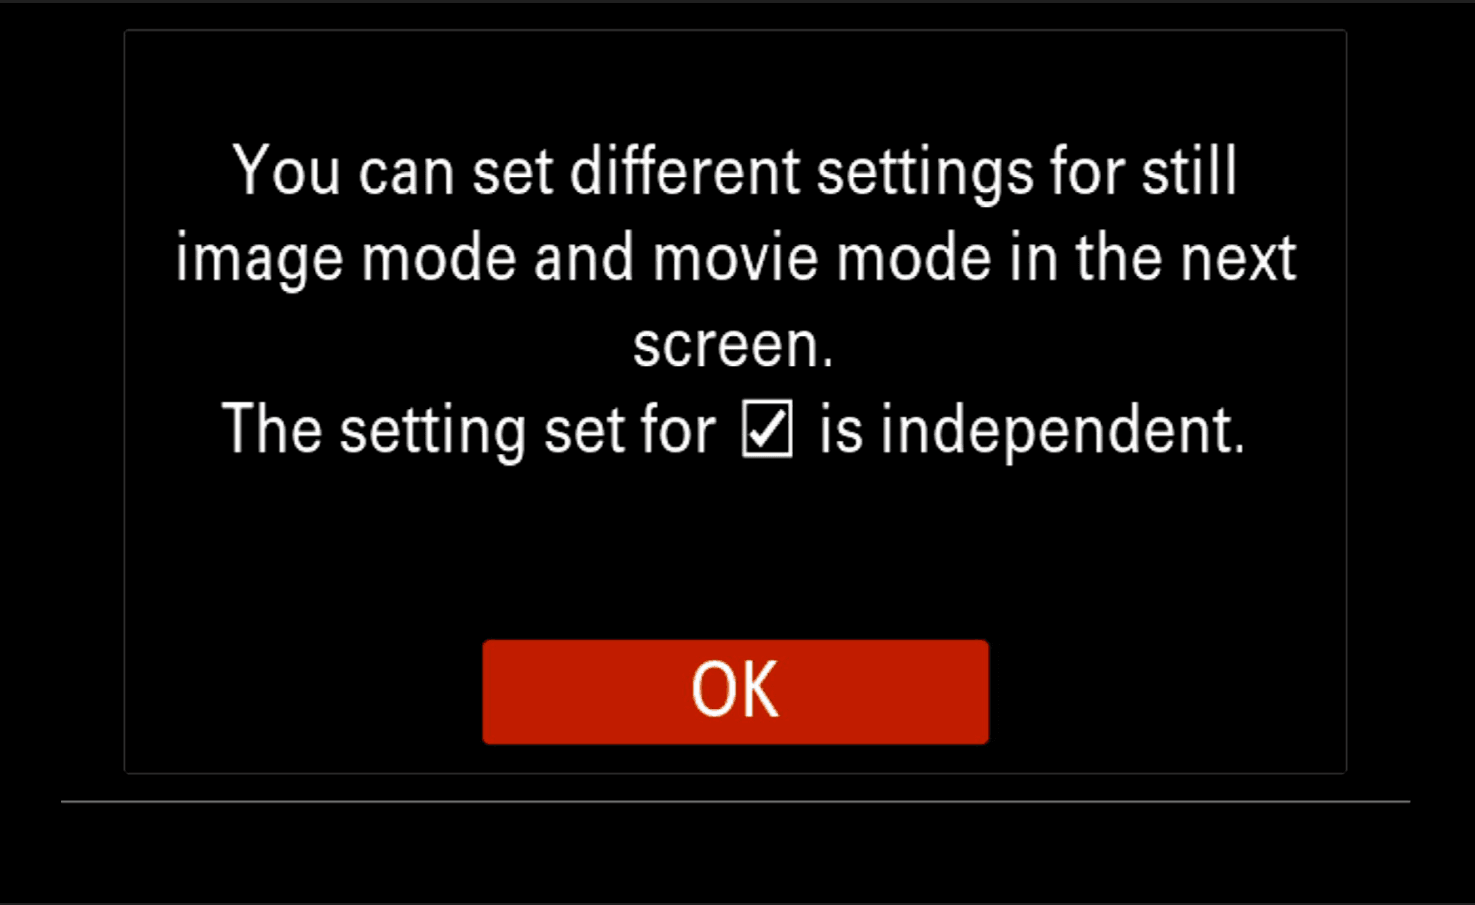 You can set different settings for still
image mode and movie mode in the next
screen.
The setting set for ☑ is independent.
OK